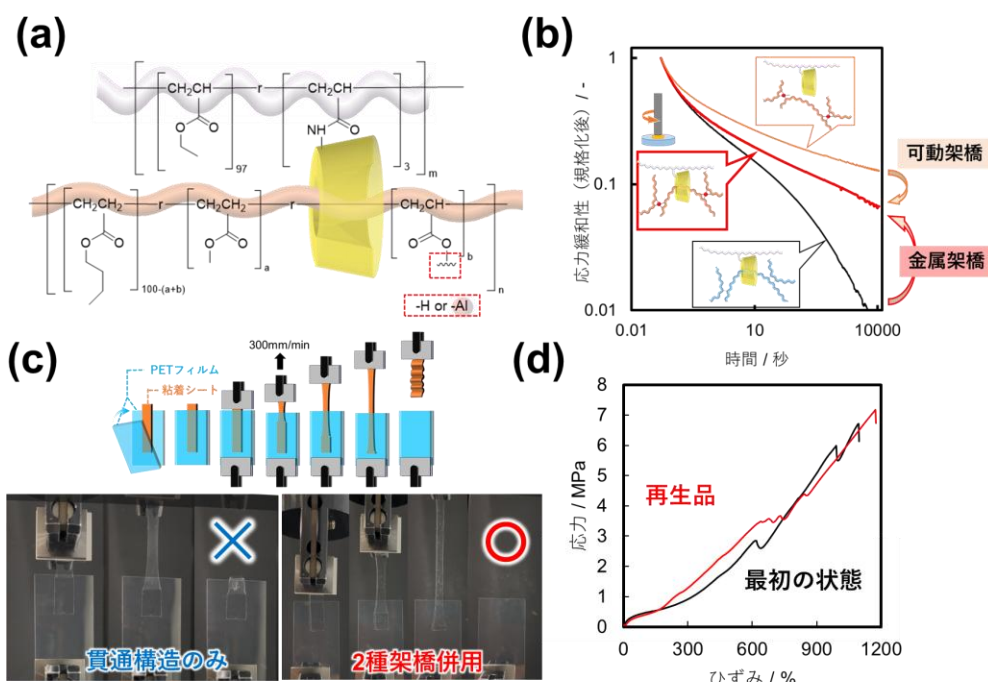 (a)
CH₂CH
r
CH₂CH
O
O
NH
O
97
3
m
CH₂CH₂
r
CH₂CH₂
r
CH₂CH-
O
O
O
O
O
O
a
b
100-(a+b)
n
-H or -Al
(b)
応力緩和性(規格化後)/ -
1
0.1
0.01
0.01
10
10000
時間 / 秒
可動架橋
金属架橋
(c)
PETフィルム
粘着シート
300mm/min
貫通構造のみ
2種架橋併用
(d)
応力 / MPa
8
7
6
5
4
3
2
1
0
0
300
600
900
1200
ひずみ / %
再生品
最初の状態